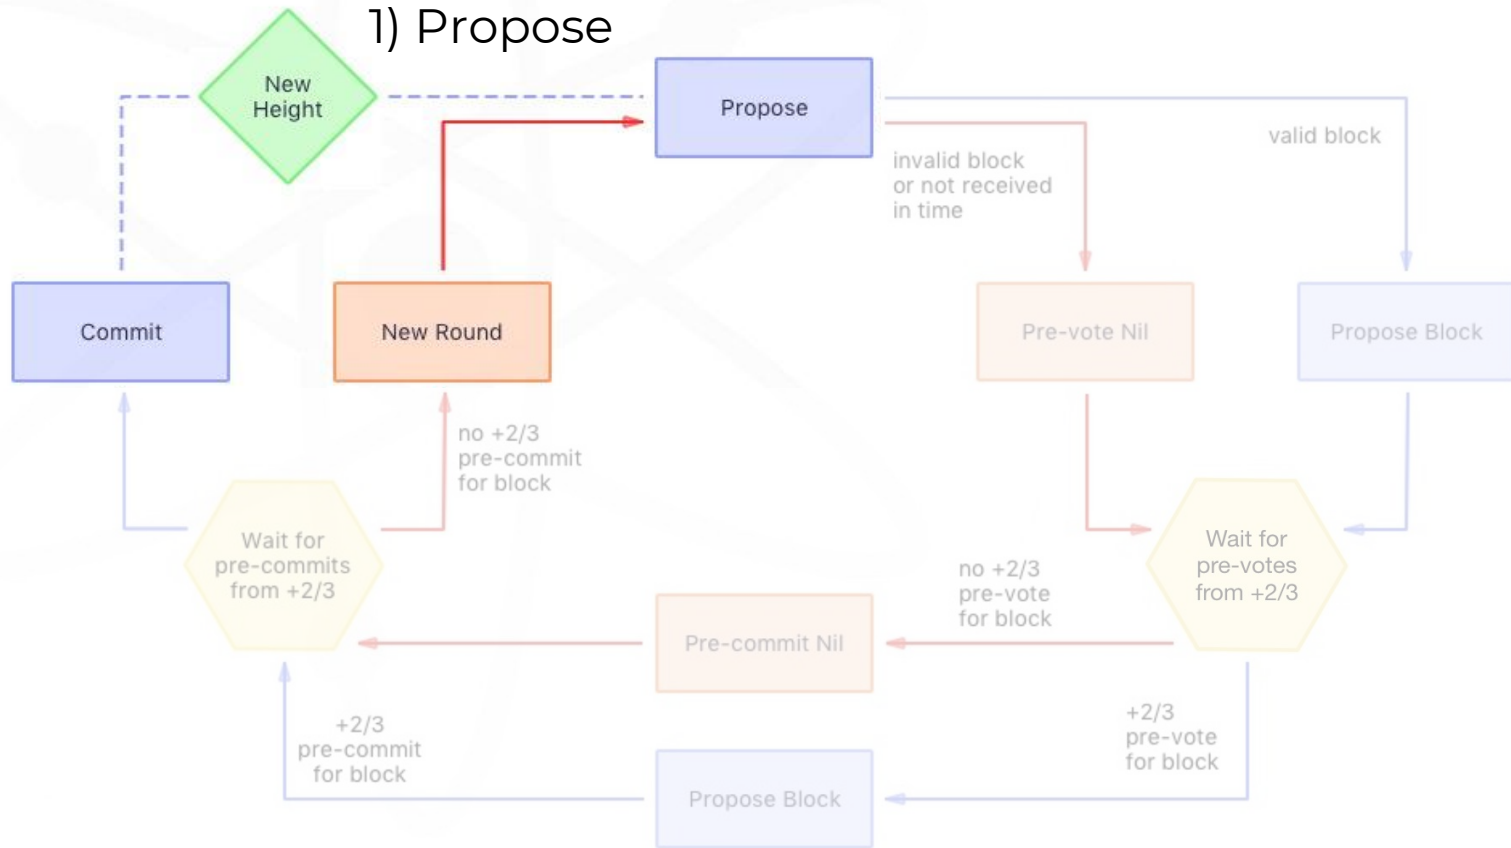 1) Propose
New
Height
Propose
valid block
invalid block
or not received
in time
Commit
New Round
Pre-vote Nil
Propose Block
no +2/3
pre-commit
for block
Wait for
pre-commits
from +2/3
Wait for
pre-votes
from +2/3
no +2/3
pre-vote
for block
Pre-commit Nil
+2/3
pre-commit
for block
+2/3
pre-vote
for block
Propose Block